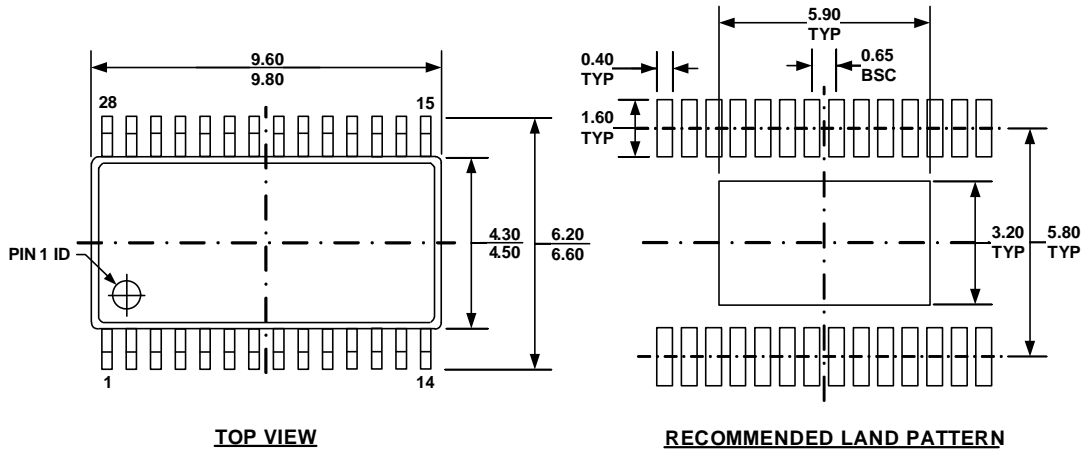 9.60
9.80
28
15
PIN 1 ID
4.30
4.50
6.20
6.60
1
14
TOP VIEW
5.90
TYP
0.40
TYP
0.65
BSC
1.60
TYP
3.20
TYP
5.80
TYP
RECOMMENDED LAND PATTERN